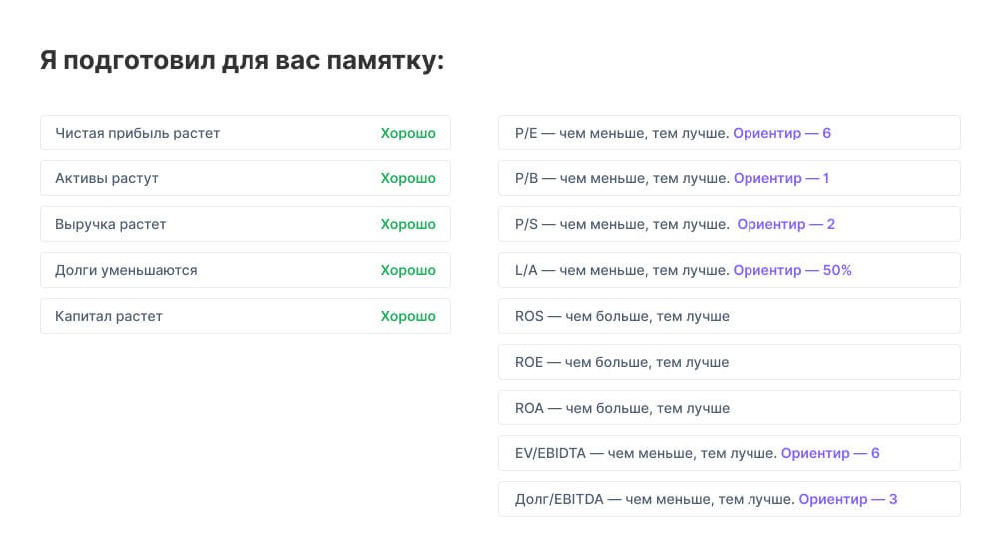 Я подготовил для вас памятку:
Чистая прибыль растет Хорошо
Активы растут Хорошо
Выручка растет Хорошо
Долги уменьшаются Хорошо
Капитал растет Хорошо
P/E — чем меньше, тем лучше. Ориентир — 6
P/B — чем меньше, тем лучше. Ориентир — 1
P/S — чем меньше, тем лучше. Ориентир — 2
L/A — чем меньше, тем лучше. Ориентир — 50%
ROS — чем больше, тем лучше
ROE — чем больше, тем лучше
ROA — чем больше, тем лучше
EV/EBIDTA — чем меньше, тем лучше. Ориентир — 6
Долг/EBITDA — чем меньше, тем лучше. Ориентир — 3